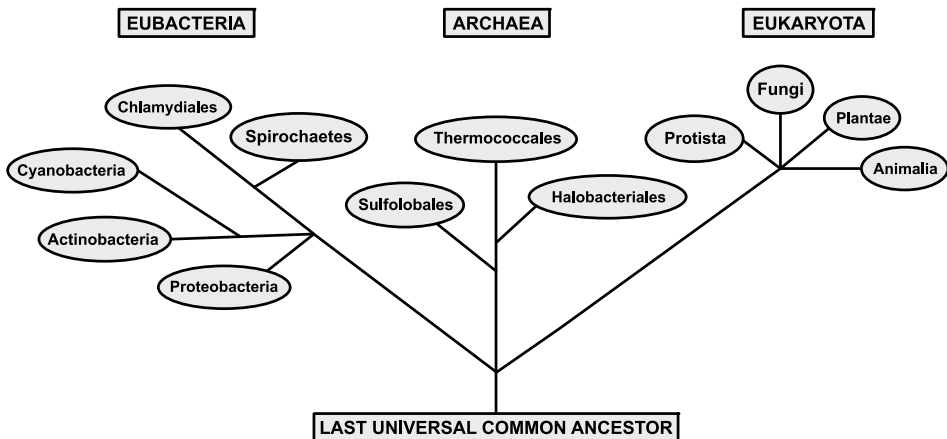 EUBACTERIA
ARCHAEA
EUKARYOTA
Chlamydiales
Spirochaetes
Cyanobacteria
Actinobacteria
Proteobacteria
Thermococcales
Sulfolobales
Halobacteriales
Fungi
Protista
Plantae
Animalia
LAST UNIVERSAL COMMON ANCESTOR